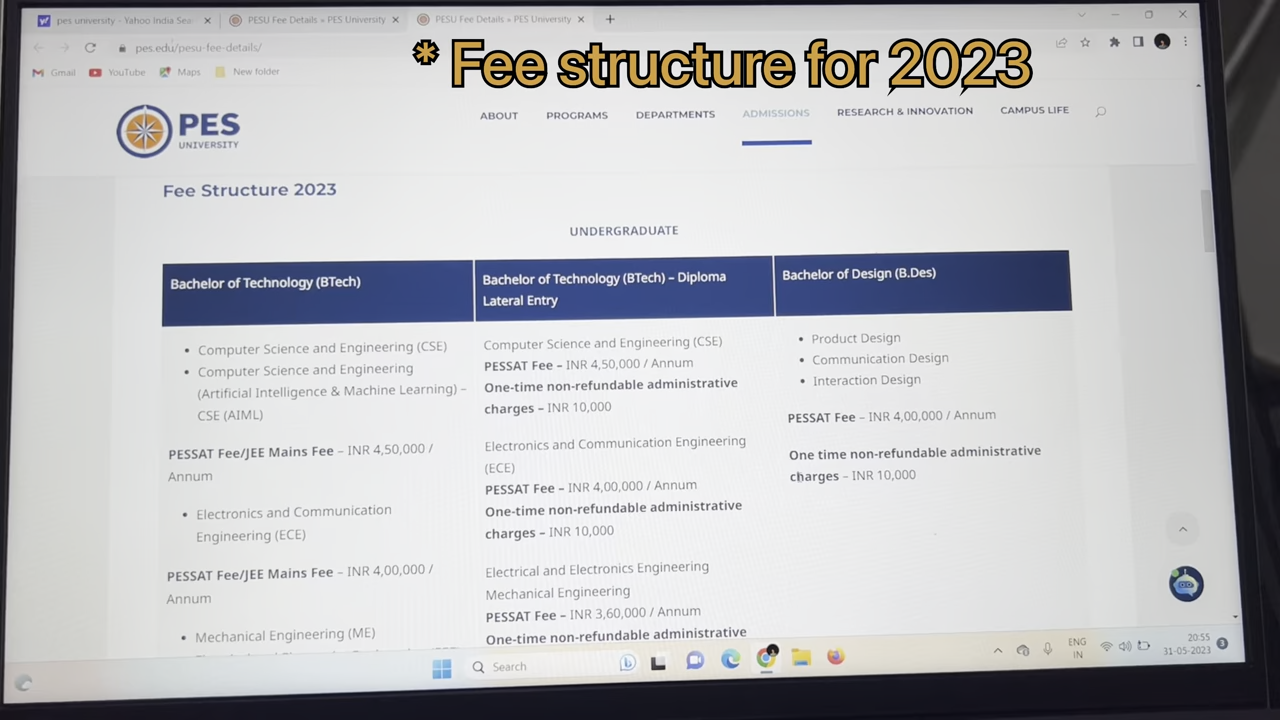 pes university - Yahoo India Sea
PESU Fee Details » PES University
PESU Fee Details » PES University
pes.edu/pesu-fee-details/
* Fee structure for 2023
Gmail
YouTube
Maps
New folder
PES
UNIVERSITY
ABOUT
PROGRAMS
DEPARTMENTS
ADMISSIONS
RESEARCH & INNOVATION
CAMPUS LIFE
Fee Structure 2023
UNDERGRADUATE
Bachelor of Technology (BTech)
• Computer Science and Engineering (CSE)
• Computer Science and Engineering
(Artificial Intelligence & Machine Learning) –
CSE (AIML)
PESSAT Fee/JEE Mains Fee – INR 4,50,000 /
Annum
• Electronics and Communication
Engineering (ECE)
PESSAT Fee/JEE Mains Fee – INR 4,00,000 /
Annum
• Mechanical Engineering (ME)
Bachelor of Technology (BTech) – Diploma
Lateral Entry
Computer Science and Engineering (CSE)
PESSAT Fee – INR 4,50,000 / Annum
One-time non-refundable administrative
charges – INR 10,000
Electronics and Communication Engineering
(ECE)
PESSAT Fee – INR 4,00,000 / Annum
One-time non-refundable administrative
charges – INR 10,000
Electrical and Electronics Engineering
Mechanical Engineering
PESSAT Fee – INR 3,60,000 / Annum
One-time non-refundable administrative
Bachelor of Design (B.Des)
• Product Design
• Communication Design
• Interaction Design
PESSAT Fee – INR 4,00,000 / Annum
One time non-refundable administrative
charges – INR 10,000
Search
ENG
IN
20:55
31-05-2023
3